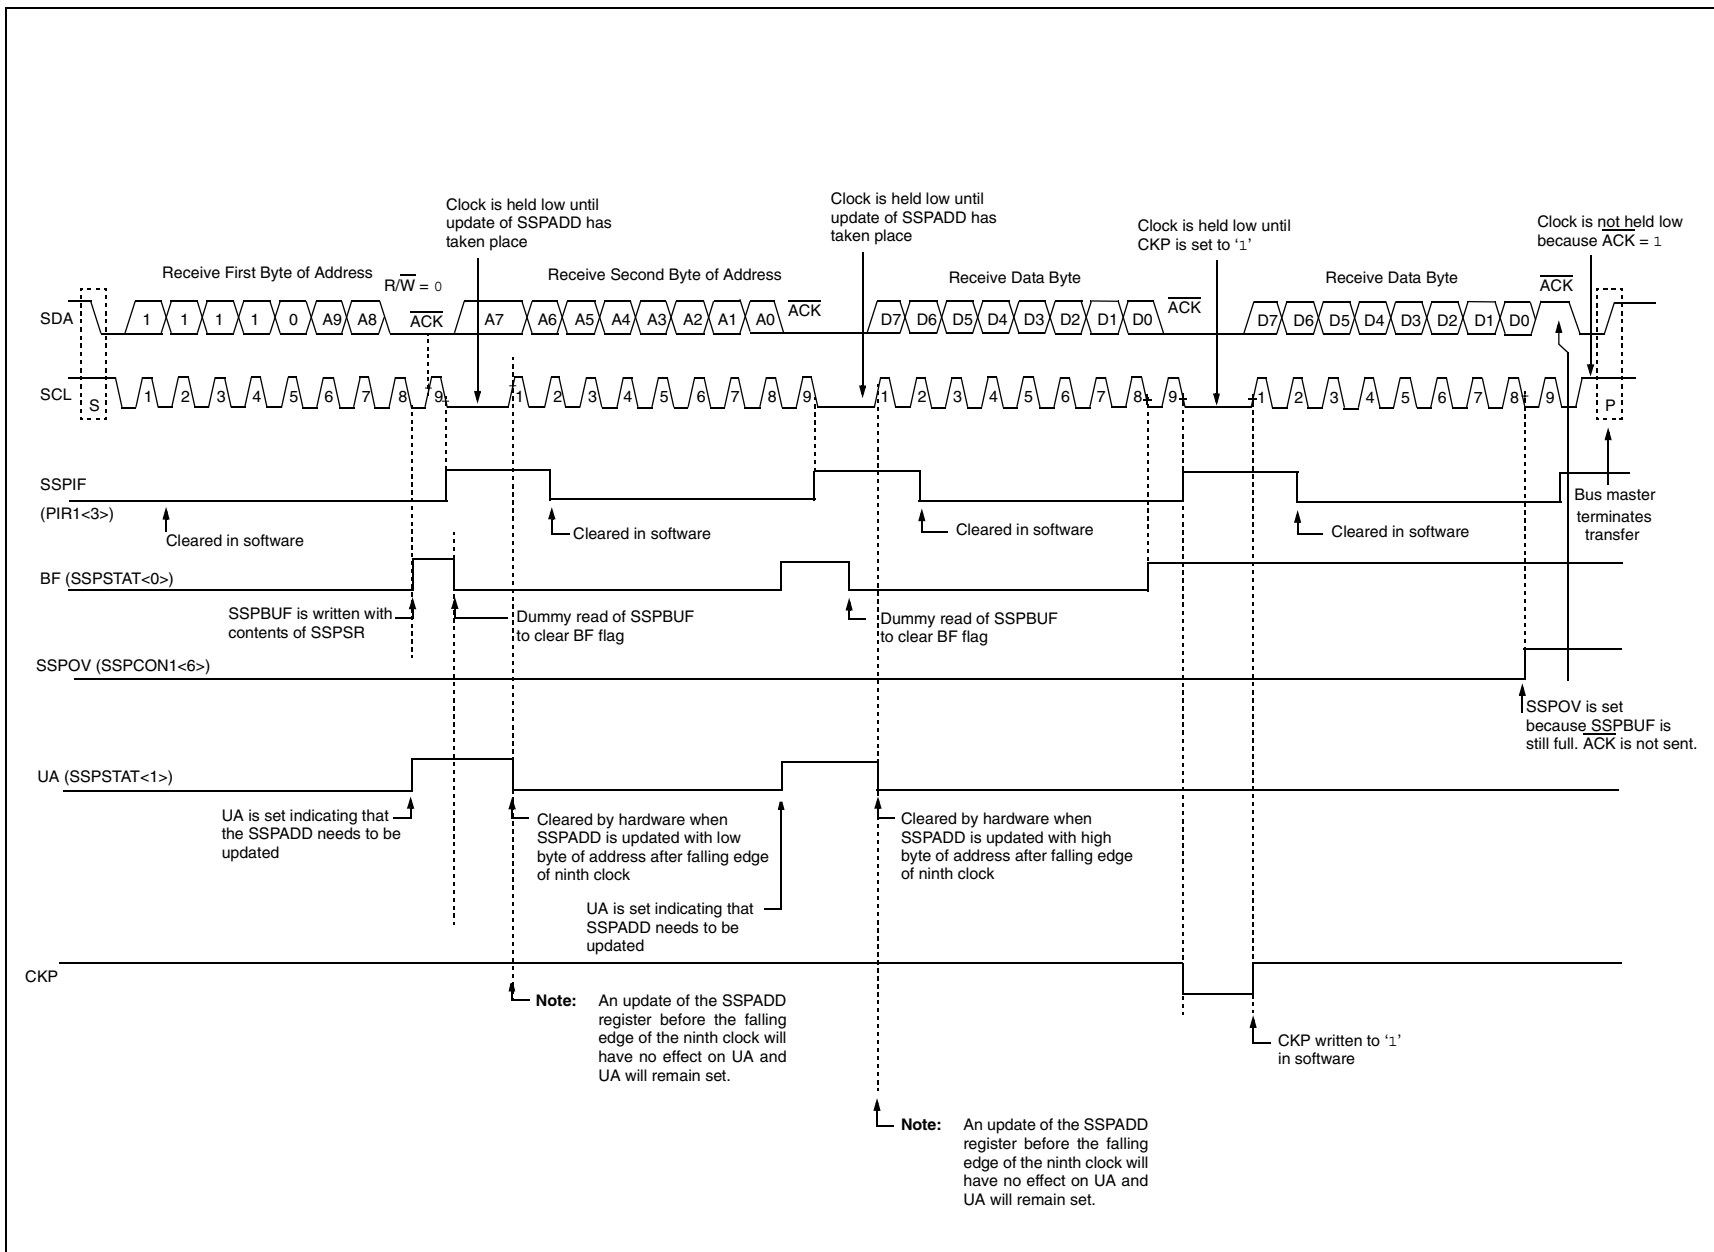 Clock is held low until
update of SSPADD has
taken place
Clock is held low until
update of SSPADD has
taken place
Clock is held low until
CKP is set to ‘1’
Clock is not held low
because ACK = 1
Receive First Byte of Address
R/W = 0
Receive Second Byte of Address
Receive Data Byte
Receive Data Byte
SDA
1 1 1 1 0 A9 A8 ACK A7 A6 A5 A4 A3 A2 A1 A0 ACK D7 D6 D5 D4 D3 D2 D1 D0 ACK D7 D6 D5 D4 D3 D2 D1 D0 ACK
SCL
S 1 2 3 4 5 6 7 8 9 1 2 3 4 5 6 7 8 9 1 2 3 4 5 6 7 8 9 1 2 3 4 5 6 7 8 9 P
SSPIF
(PIR1<3>)
Cleared in software
Cleared in software
Cleared in software
Cleared in software
Bus master
terminates
transfer
BF (SSPSTAT<0>)
SSPBUF is written with
contents of SSPSR
Dummy read of SSPBUF
to clear BF flag
Dummy read of SSPBUF
to clear BF flag
SSPOV (SSPCON1<6>)
SSPOV is set
because SSPBUF is
still full. ACK is not sent.
UA (SSPSTAT<1>)
UA is set indicating that
the SSPADD needs to be
updated
Cleared by hardware when
SSPADD is updated with low
byte of address after falling edge
of ninth clock
UA is set indicating that
SSPADD needs to be
updated
Cleared by hardware when
SSPADD is updated with high
byte of address after falling edge
of ninth clock
CKP
Note: An update of the SSPADD
register before the falling
edge of the ninth clock will
have no effect on UA and
UA will remain set.
CKP written to ‘1’
in software
Note: An update of the SSPADD
register before the falling
edge of the ninth clock will
have no effect on UA and
UA will remain set.